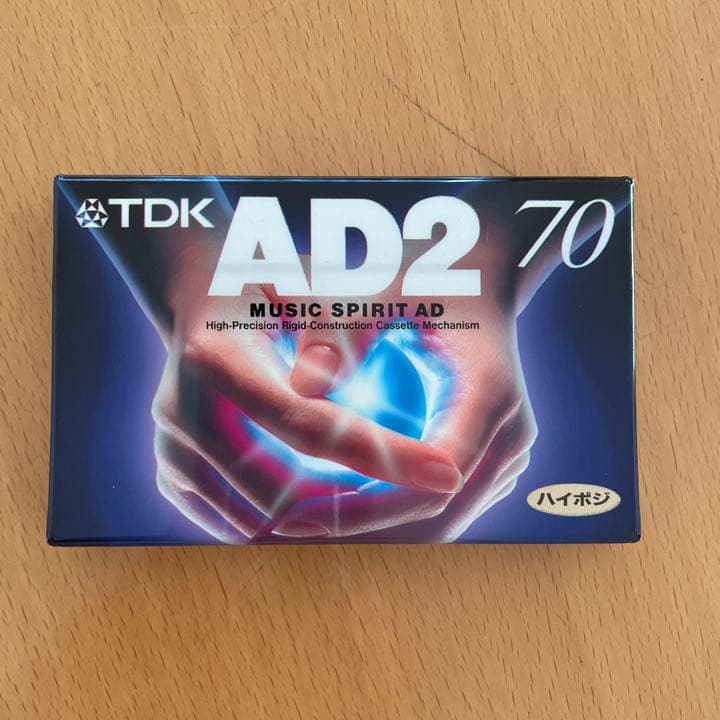 TDK AD2 70
MUSIC SPIRIT AD
High-Precision Rigid-Construction Cassette Mechanism
ハイポジ